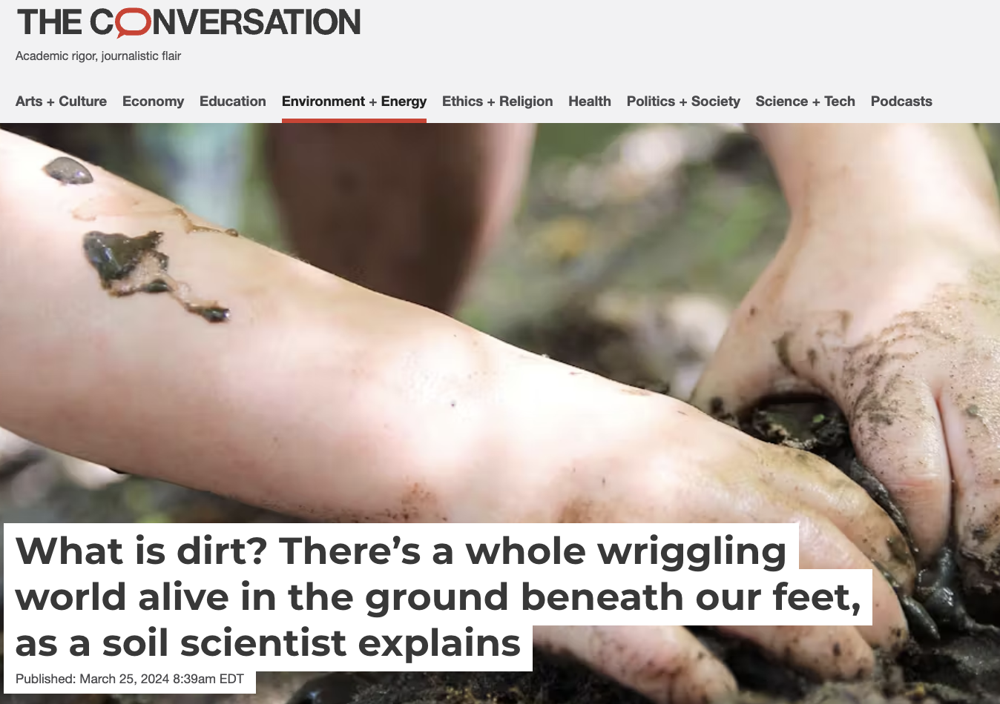 THE CONVERSATION
Academic rigor, journalistic flair
Arts + Culture Economy Education Environment + Energy Ethics + Religion Health Politics + Society Science + Tech Podcasts
What is dirt? There’s a whole wriggling
world alive in the ground beneath our feet,
as a soil scientist explains
Published: March 25, 2024 8:39am EDT